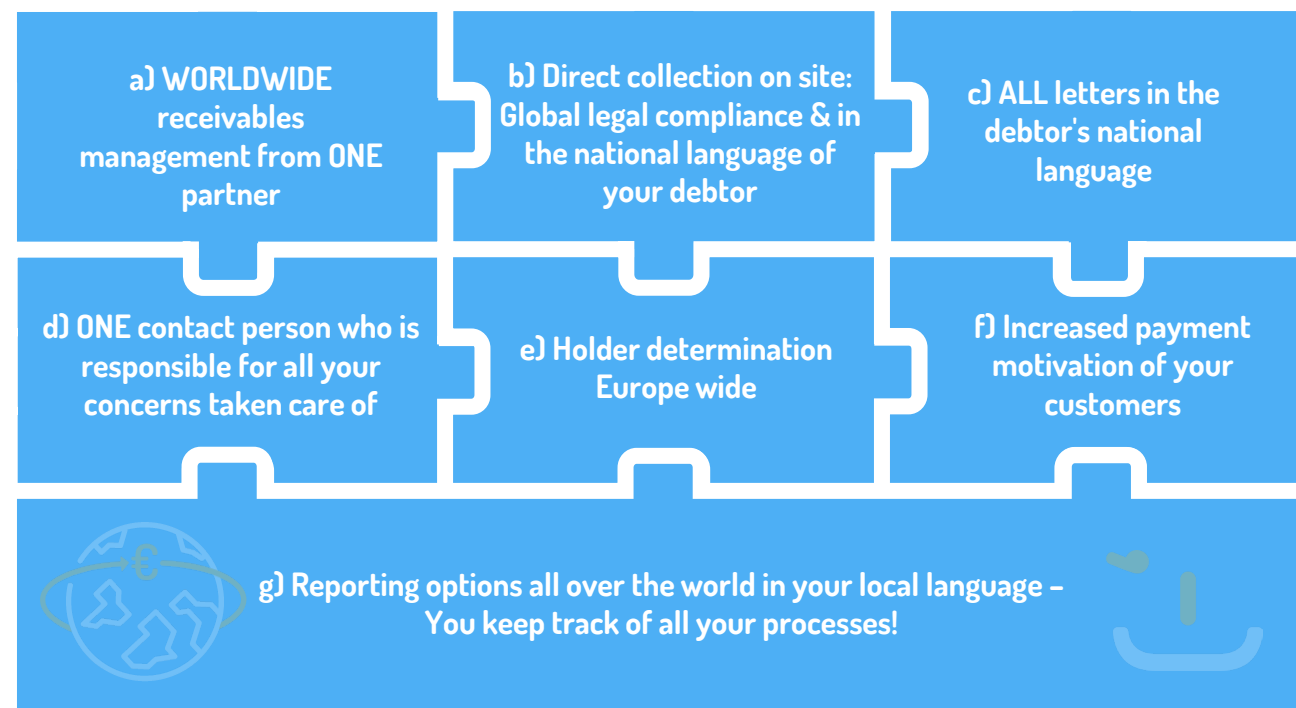 a) WORLDWIDE
receivables
management from ONE
partner
b) Direct collection on site:
Global legal compliance & in
the national language of
your debtor
c) ALL letters in the
debtor's national
language
d) ONE contact person who is
responsible for all your
concerns taken care of
e) Holder determination
Europe wide
f) Increased payment
motivation of your
customers
€
g) Reporting options all over the world in your local language –
You keep track of all your processes!